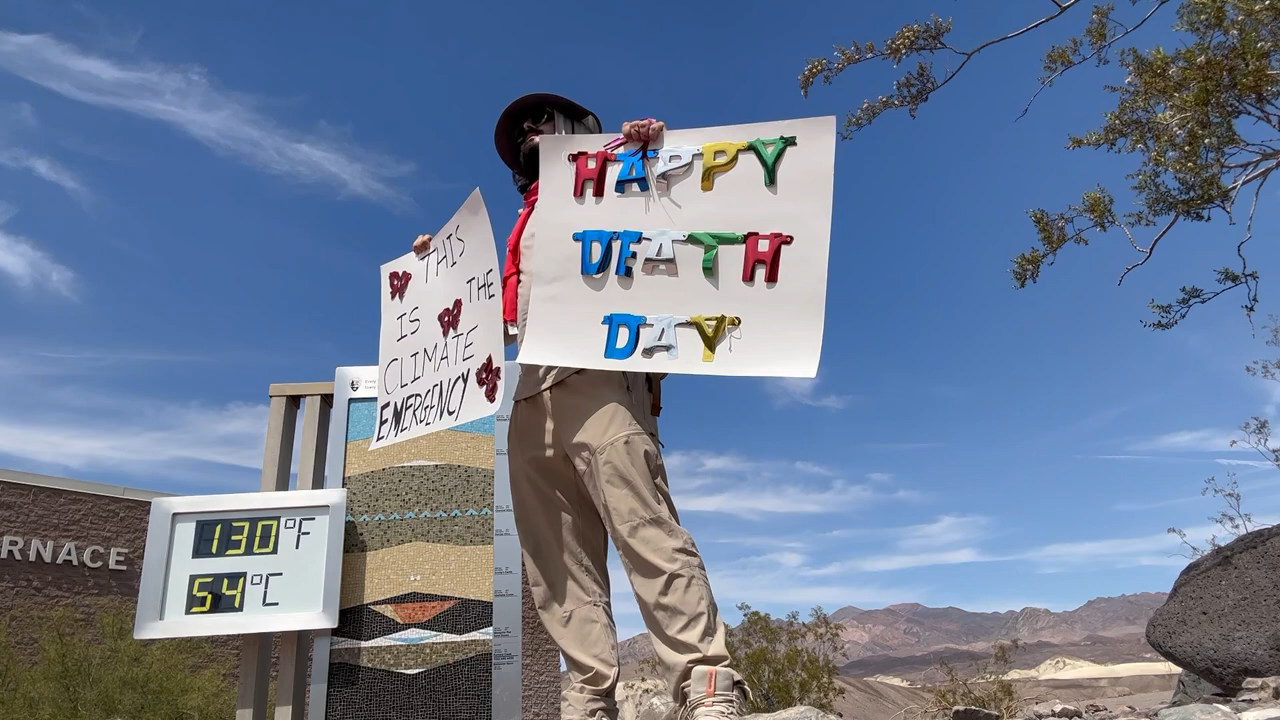 HAPPY
DEATH
DAY
THIS
IS THE
CLIMATE
EMERGENCY
130°F
54°C
RNACE